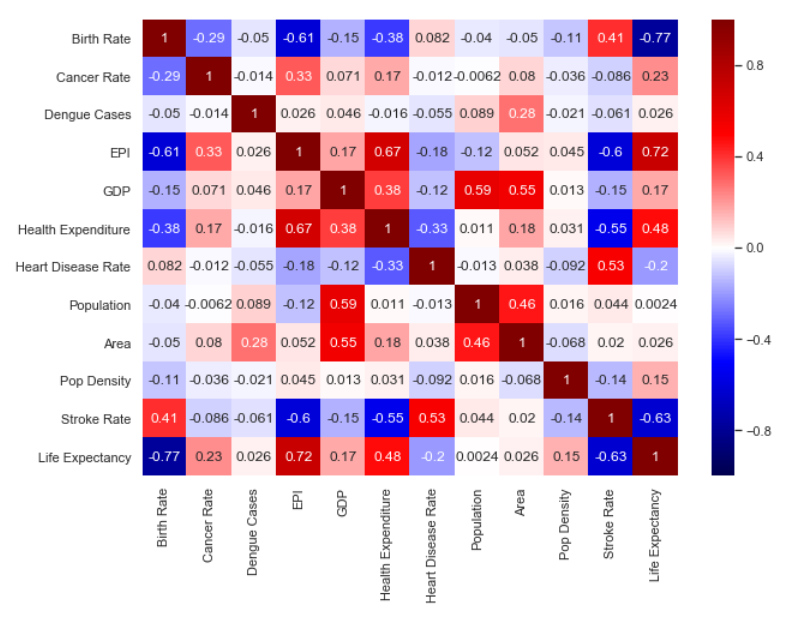 Birth Rate 1 -0.29 -0.05 -0.61 -0.15 -0.38 0.082 -0.04 -0.05 -0.11 0.41 -0.77
Cancer Rate -0.29 1 -0.014 0.33 0.071 0.17 -0.012 -0.0062 0.08 -0.036 -0.086 0.23
Dengue Cases -0.05 -0.014 1 0.026 0.046 -0.016 -0.055 0.089 0.28 -0.021 -0.061 0.026
EPI -0.61 0.33 0.026 1 0.17 0.67 -0.18 -0.12 0.052 0.045 -0.6 0.72
GDP -0.15 0.071 0.046 0.17 1 0.38 -0.12 0.59 0.55 0.013 -0.15 0.17
Health Expenditure -0.38 0.17 -0.016 0.67 0.38 1 -0.33 0.011 0.18 0.031 -0.55 0.48
Heart Disease Rate 0.082 -0.012 -0.055 -0.18 -0.12 -0.33 1 -0.013 0.038 -0.092 0.53 -0.2
Population -0.04 -0.0062 0.089 -0.12 0.59 0.011 -0.013 1 0.46 0.016 0.044 0.0024
Area -0.05 0.08 0.28 0.052 0.55 0.18 0.038 0.46 1 -0.068 0.02 0.026
Pop Density -0.11 -0.036 -0.021 0.045 0.013 0.031 -0.092 0.016 -0.068 1 -0.14 0.15
Stroke Rate 0.41 -0.086 -0.061 -0.6 -0.15 -0.55 0.53 0.044 0.02 -0.14 1 -0.63
Life Expectancy -0.77 0.23 0.026 0.72 0.17 0.48 -0.2 0.0024 0.026 0.15 -0.63 1
Birth Rate
Cancer Rate
Dengue Cases
EPI
GDP
Health Expenditure
Heart Disease Rate
Population
Area
Pop Density
Stroke Rate
Life Expectancy
0.8
0.4
0.0
-0.4
-0.8